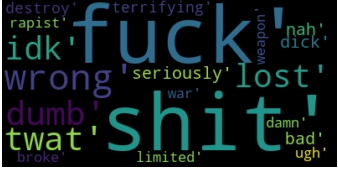 destroy' terrifying'
rapist' fuck' weapon' nah'
idk' dick'
wrong' seriously' lost'
dumb' war'
twat' shit' damn'
bad'
broke' limited' ugh'